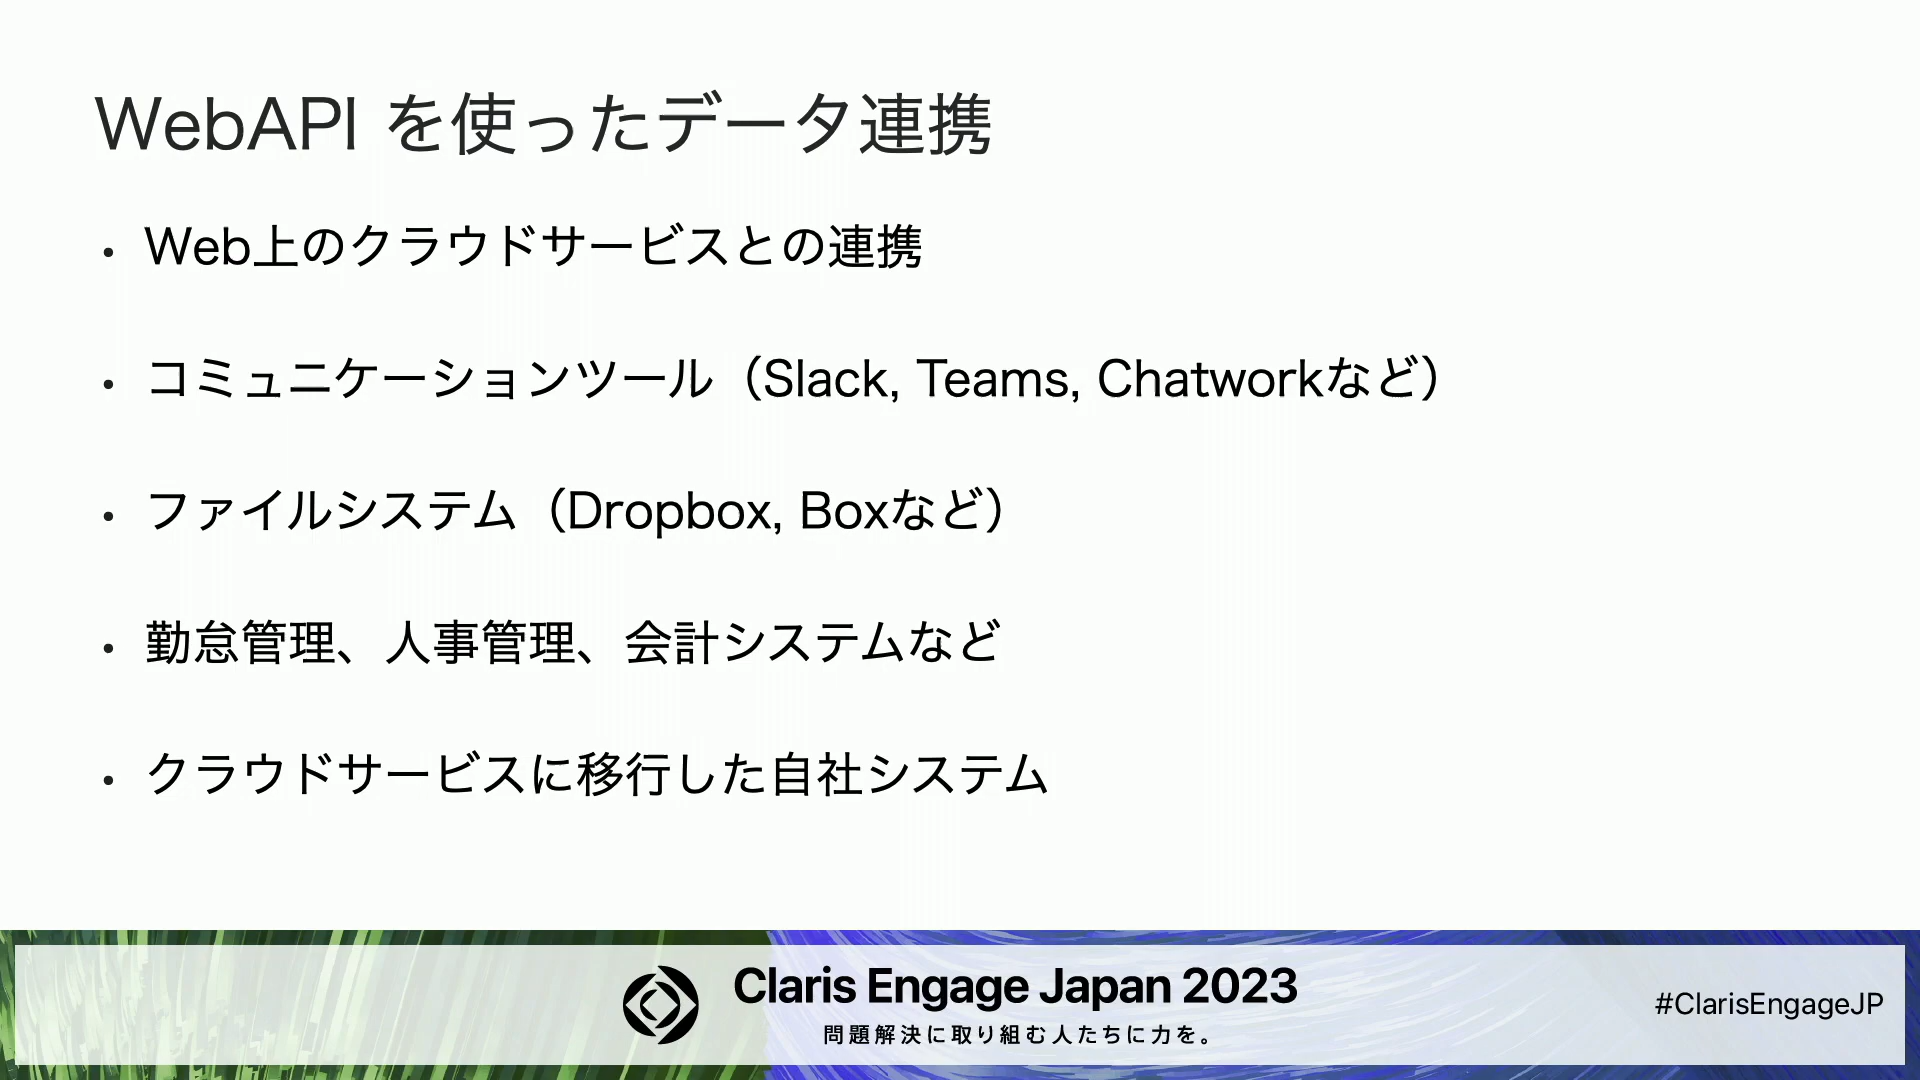 WebAPI を使ったデータ連携
• Web上のクラウドサービスとの連携
• コミュニケーションツール（Slack, Teams, Chatworkなど）
• ファイルシステム（Dropbox, Boxなど）
• 勤怠管理、人事管理、会計システムなど
• クラウドサービスに移行した自社システム
Claris Engage Japan 2023
問題解決に取り組む人たちに力を。
#ClarisEngageJP